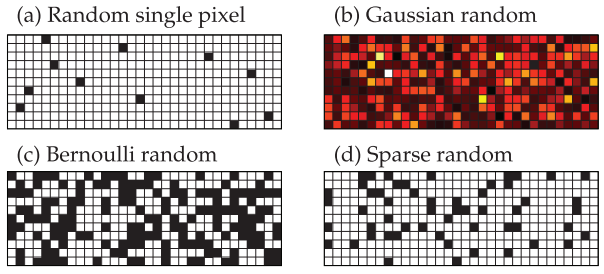 (a) Random single pixel
(b) Gaussian random
(c) Bernoulli random
(d) Sparse random